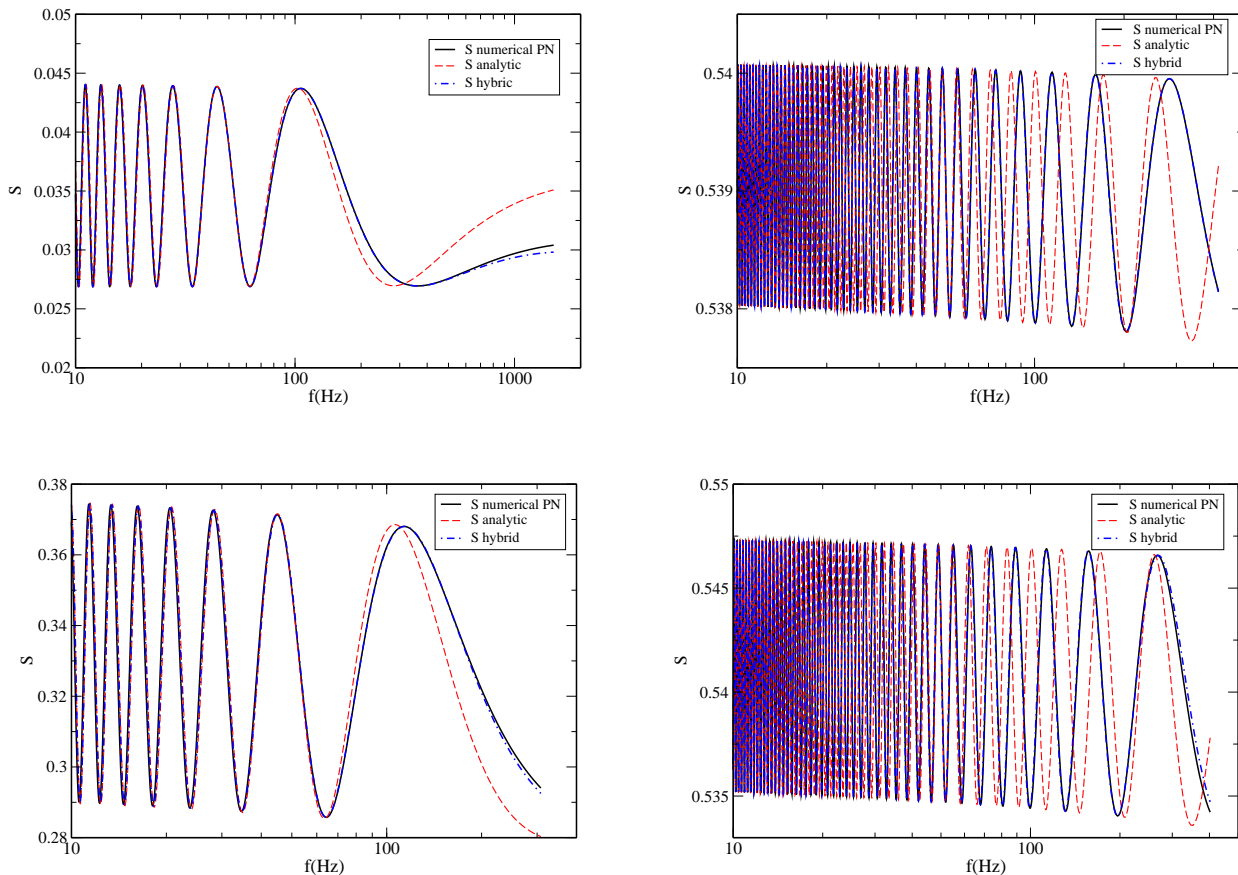 0.05
0.045
0.04
0.035
0.03
0.025
0.02
S
10
100
1000
f(Hz)
S numerical PN
S analytic
S hybric
0.54
0.539
0.538
S
10
100
f(Hz)
S numerical PN
S analytic
S hybrid
0.38
0.36
0.34
0.32
0.3
0.28
S
10
100
f(Hz)
S numerical PN
S analytic
S hybrid
0.55
0.545
0.54
0.535
S
10
100
f(Hz)
S numerical PN
S analytic
S hybrid